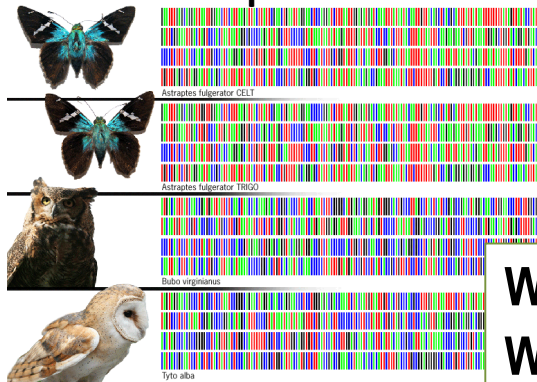 Astraptes fulgerator CELT
Astraptes fulgerator TRIGO
Bubo virginianus
W
W
Tyto alba